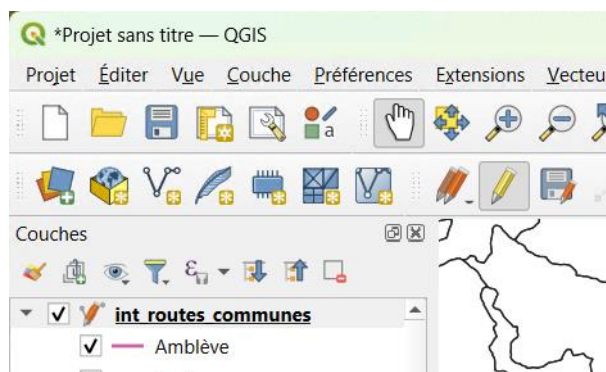 *Projet sans titre — QGIS
Projet Éditer Vue Couche Préférences Extensions Vecteu
a
Couches
ε
int_routes_communes
Amblève